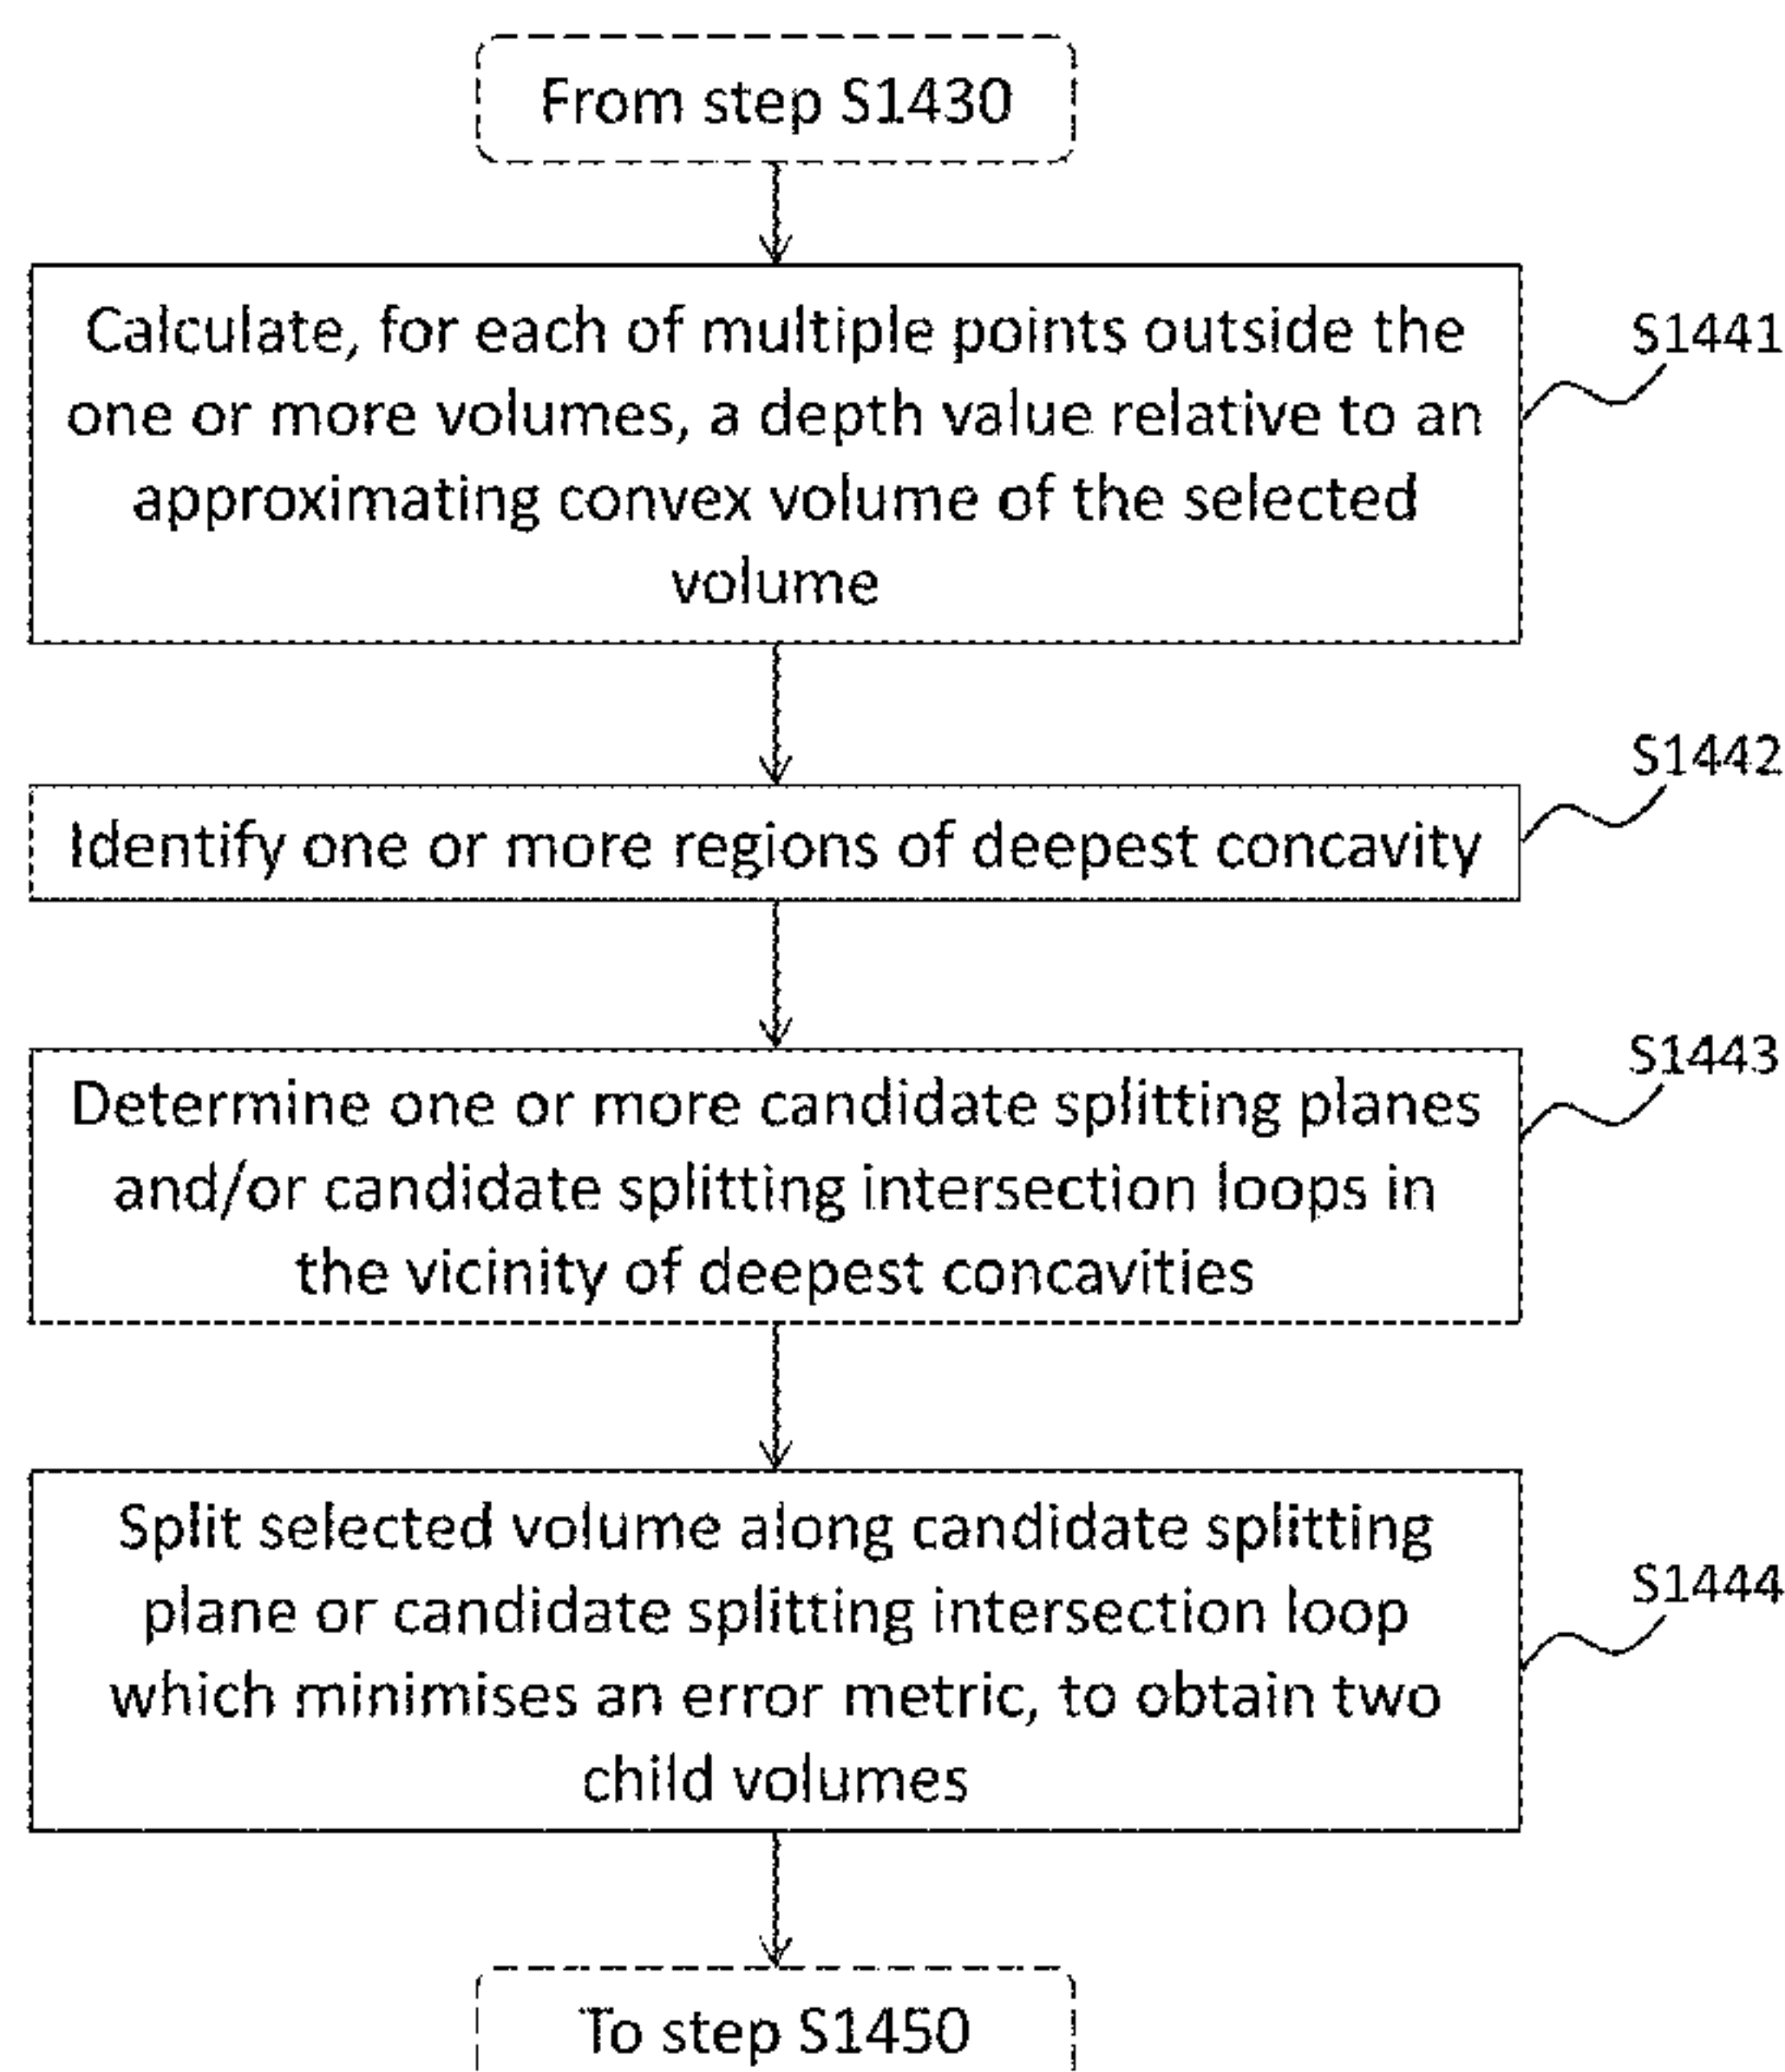 From step S1430
Calculate, for each of multiple points outside the
one or more volumes, a depth value relative to an
approximating convex volume of the selected
volume
S1441
Identify one or more regions of deepest concavity
S1442
Determine one or more candidate splitting planes
and/or candidate splitting intersection loops in
the vicinity of deepest concavities
S1443
Split selected volume along candidate splitting
plane or candidate splitting intersection loop
which minimises an error metric, to obtain two
child volumes
S1444
To step S1450